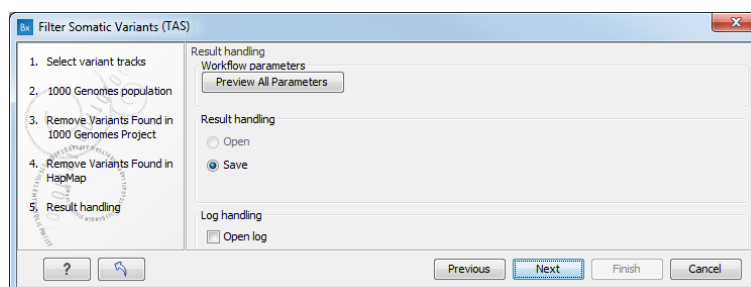 Bx Filter Somatic Variants (TAS)
x
1. Select variant tracks
2. 1000 Genomes population
3. Remove Variants Found in
1000 Genomes Project
4. Remove Variants Found in
HapMap
5. Result handling
Result handling
Workflow parameters
Preview All Parameters
Result handling
Open
Save
Log handling
Open log
?
Previous
Next
Finish
Cancel